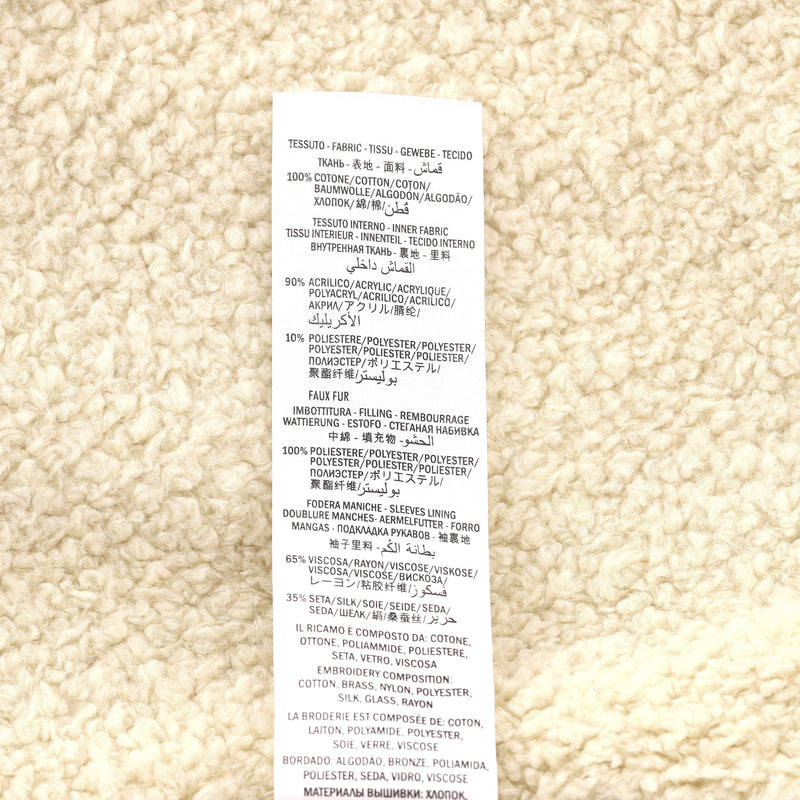 TESSUTO - FABRIC - TISSU - GEWEBE - TECIDO
ТКАНЬ - 表地 - 面料 - قماش
100% COTONE/COTTON/COTON/
BAUMWOLLE/ALGODÓN/ALGODÃO/
ХЛОПОК/綿/棉/قطن
TESSUTO INTERNO - INNER FABRIC
TISSU INTERIEUR - INNENTEIL - TECIDO INTERNO
ВНУТРЕННАЯ ТКАНЬ - 裏地 - 里料
القماش داخلي
90% ACRILICO/ACRYLIC/ACRYLIQUE/
POLYACRYL/ACRILICO/ACRÍLICO/
АКРИЛ/アクリル/腈纶/
الأكريليك
10% POLIESTERE/POLYESTER/POLYESTER/
POLYESTER/POLIESTER/POLIESTER/
ПОЛИЭСТЕР/ポリエステル/
聚酯纤维/بوليستر
FAUX FUR
IMBOTTITURA - FILLING - REMBOURRAGE
WATTIERUNG - ESTOFO - СТЕГАНАЯ НАБИВКА
中綿 - 填充物 - الحشو
100% POLIESTERE/POLYESTER/POLYESTER/
POLYESTER/POLIESTER/POLIESTER/
ПОЛИЭСТЕР/ポリエステル/
聚酯纤维/بوليستر
FODERA MANICHE - SLEEVES LINING
DOUBLURE MANCHES- AERMELFUTTER - FORRO
MANGAS - ПОДКЛАДКА РУКАВОВ - 袖裏地
袖子里料 - بطانة الكم
65% VISCOSA/RAYON/VISCOSE/VISKOSE/
VISCOSA/VISCOSE/ВИСКОЗА/
レーヨン/粘胶纤维/فسكوز
35% SETA/SILK/SOIE/SEIDE/SEDA/
SEDA/ШЕЛК/絹/桑蚕丝/حرير
IL RICAMO È COMPOSTO DA: COTONE,
OTTONE, POLIAMMIDE, POLIESTERE,
SETA, VETRO, VISCOSA
EMBROIDERY COMPOSITION:
COTTON, BRASS, NYLON, POLYESTER,
SILK, GLASS, RAYON
LA BRODERIE EST COMPOSÉE DE: COTON,
LAITON, POLYAMIDE, POLYESTER,
SOIE, VERRE, VISCOSE
BORDADO: ALGODÃO, BRONZE, POLIAMIDA,
POLIESTER, SEDA, VIDRO, VISCOSE
МАТЕРИАЛЫ ВЫШИВКИ: ХЛОПОК,